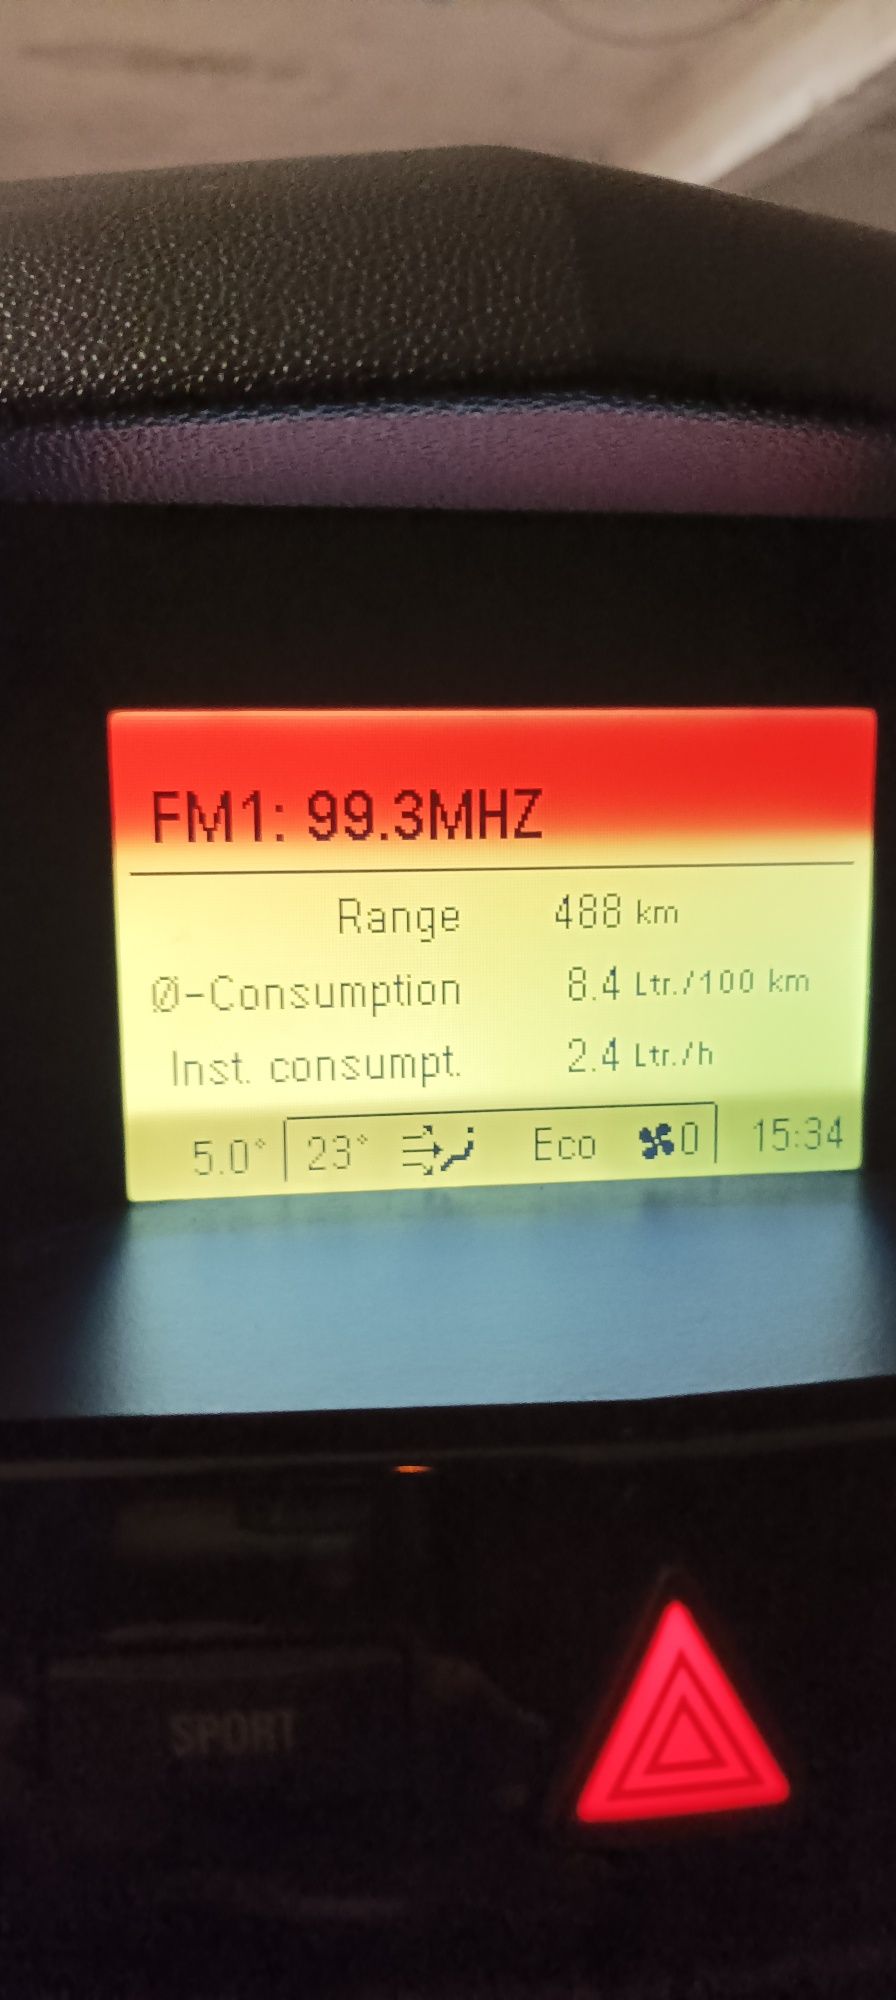 FM1: 99.3MHZ
Range 488 km
Ø-Consumption 8.4 Ltr./100 km
Inst. consumpt. 2.4 Ltr./h
5.0° 23° Eco 0 15:34
SPORT